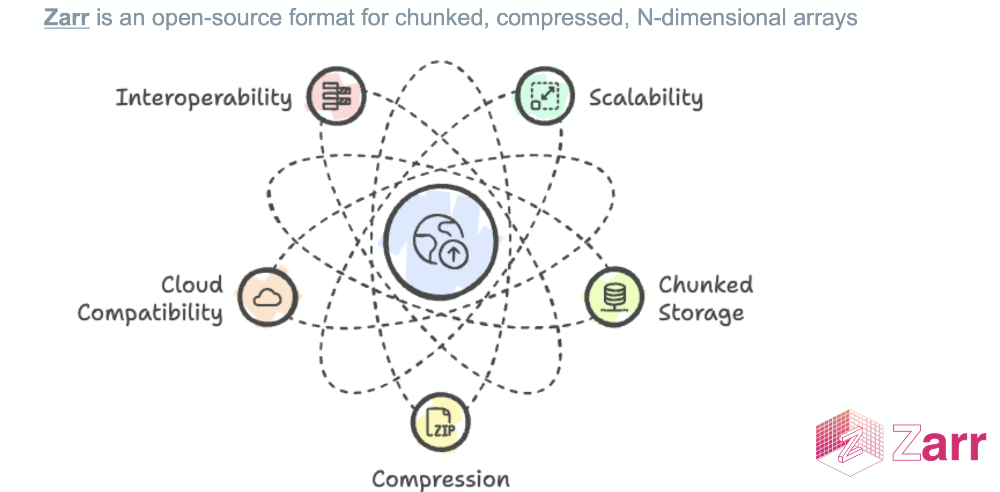 Zarr is an open-source format for chunked, compressed, N-dimensional arrays
Interoperability
Scalability
Cloud
Compatibility
Chunked
Storage
ZIP
Compression
Z
Zarr